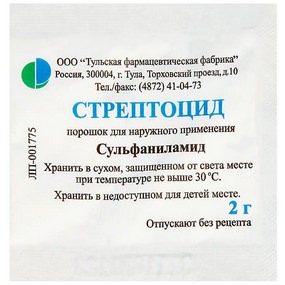 ООО "Тульская фармацевтическая фабрика"
Россия, 300004, г. Тула, Торховский проезд, д.10
Тел./факс: (4872) 41-04-73
СТРЕПТОЦИД
порошок для наружного применения
Сульфаниламид
Хранить в сухом, защищенном от света месте
при температуре не выше 30°С.
Хранить в недоступном для детей месте.
2 г
Отпускают без рецепта
ЛП-001775